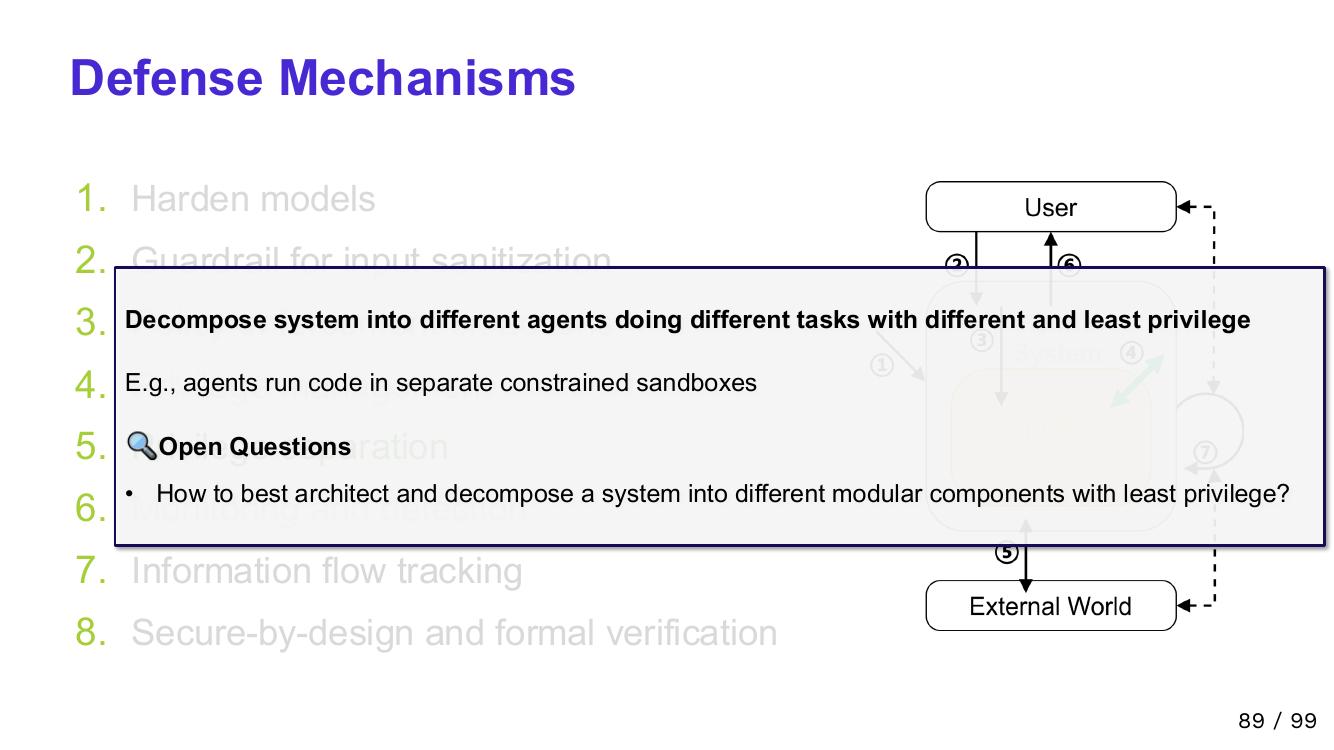 Defense Mechanisms
1. Harden models
2. Guardrail for input sanitization
3.
4.
5.
6. Monitoring and detection
7. Information flow tracking
8. Secure-by-design and formal verification
Decompose system into different agents doing different tasks with different and least privilege
E.g., agents run code in separate constrained sandboxes
🔍Open Questions
• How to best architect and decompose a system into different modular components with least privilege?
User
②
⑥
①
③
System
④
⑦
⑤
External World
89 / 99